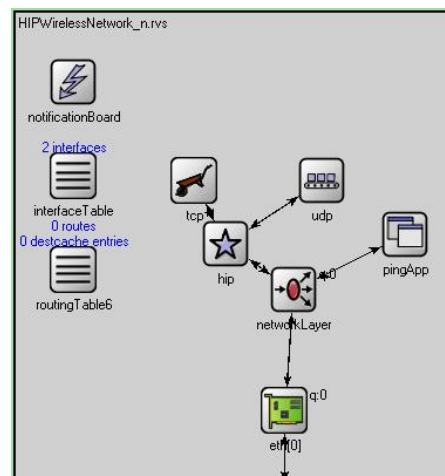 HIPWirelessNetwork_n.rvs
notificationBoard
2 interfaces
interfaceTable
0 routes
0 destcache entries
routingTable6
tcp
udp
hip
pingApp
networkLayer
q:0
eth[0]